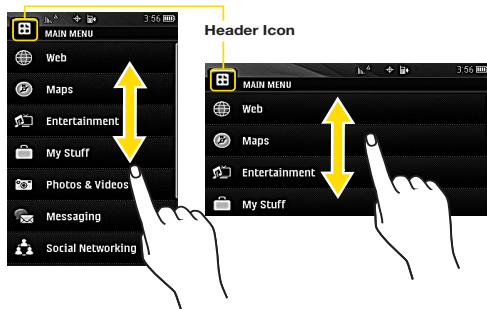 3:56
MAIN MENU
Web
Maps
Entertainment
My Stuff
Photos & Videos
Messaging
Social Networking
Header Icon
3:56
MAIN MENU
Web
Maps
Entertainment
My Stuff